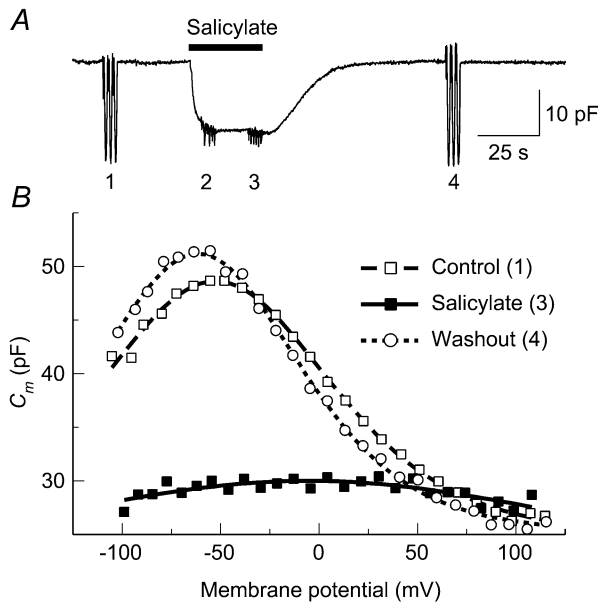 A
Salicylate
10 pF
25 s
1 2 3 4
B
Control (1)
Salicylate (3)
Washout (4)
Cm (pF)
50
40
30
-100 -50 0 50 100
Membrane potential (mV)